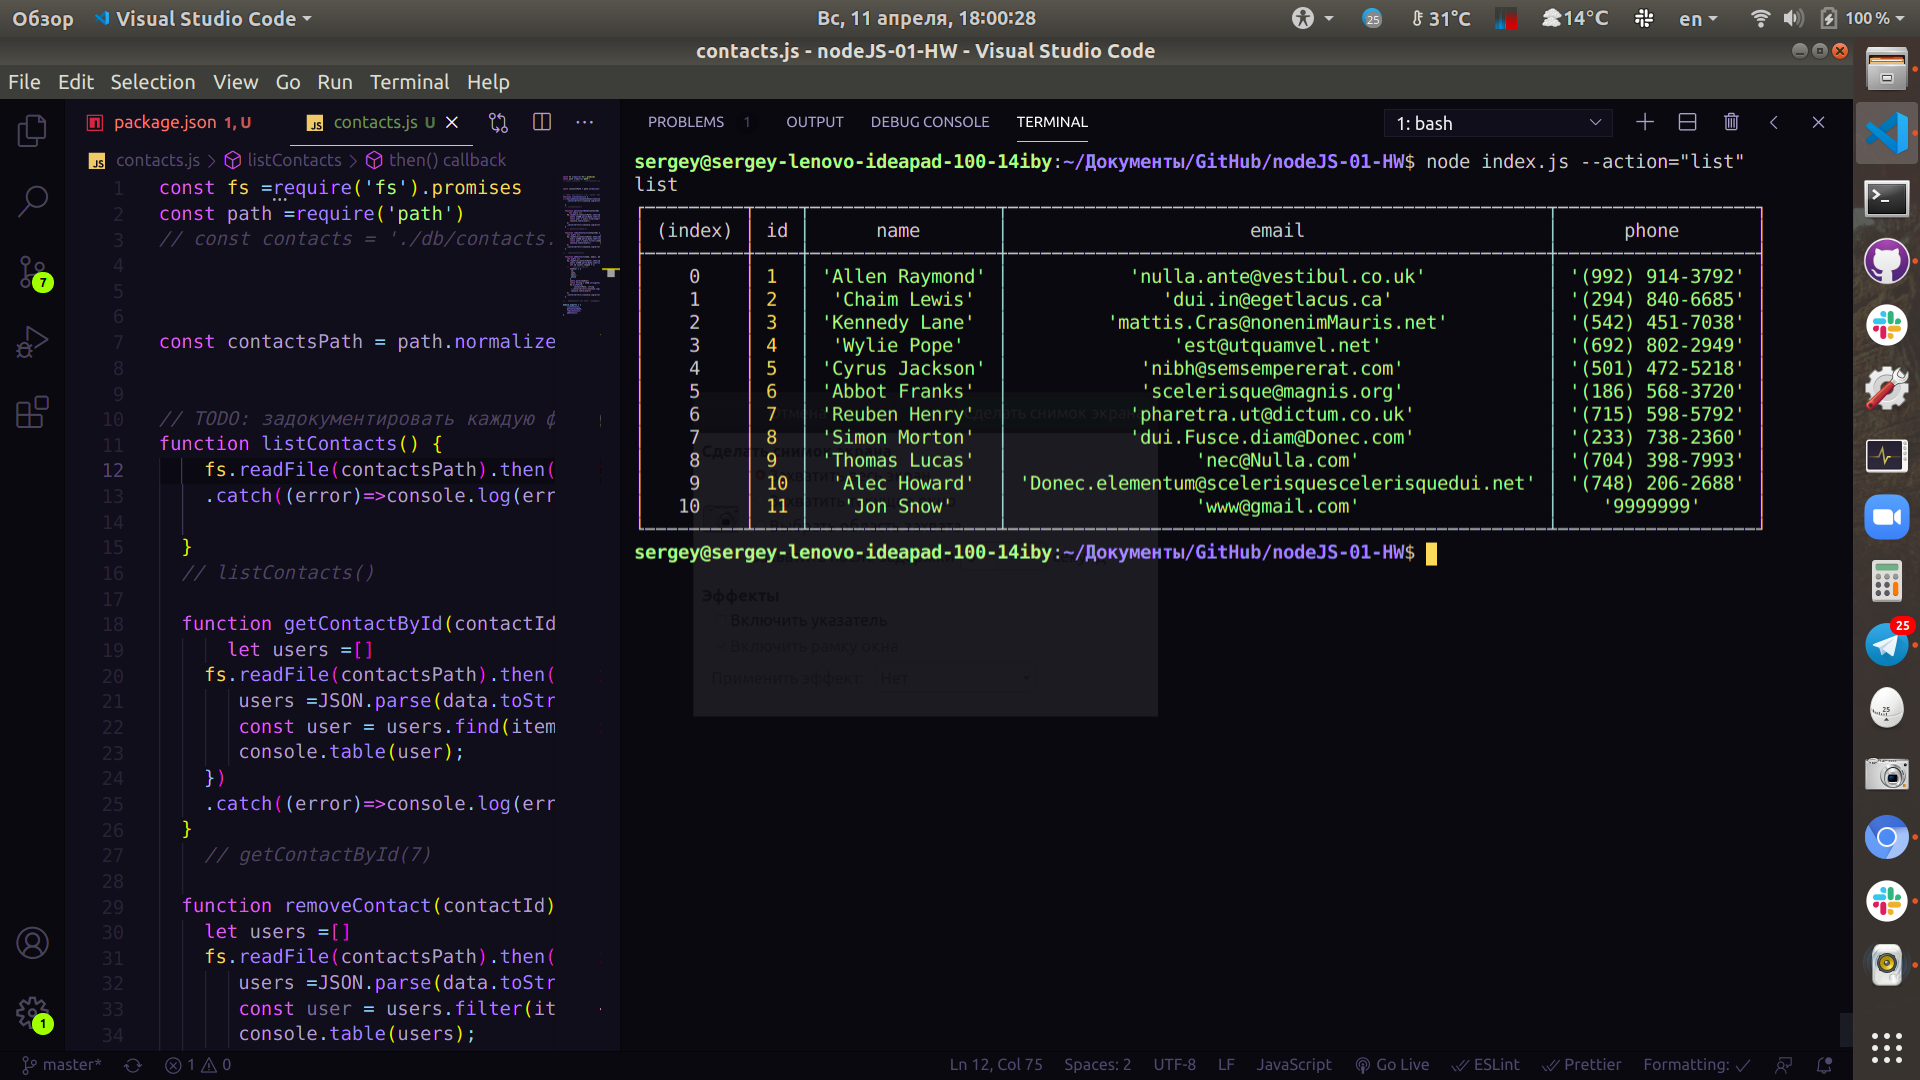 Обзор Visual Studio Code Вс, 11 апреля, 18:00:28 25 31°C 14°C en 100 %
contacts.js - nodeJS-01-HW - Visual Studio Code
File Edit Selection View Go Run Terminal Help
package.json 1, U contacts.js U
contacts.js > listContacts > then() callback
1 const fs =require('fs').promises
2 const path =require('path')
3 // const contacts = './db/contacts.
4
5
6
7 const contactsPath = path.normalize
8
9
10 // TODO: задокументировать каждую ф
11 function listContacts() {
12 fs.readFile(contactsPath).then(
13 .catch((error)=>console.log(err
14
15 }
16 // listContacts()
17
18 function getContactById(contactId
19 let users =[]
20 fs.readFile(contactsPath).then(
21 users =JSON.parse(data.toStr
22 const user = users.find(item
23 console.table(user);
24 })
25 .catch((error)=>console.log(err
26 }
27 // getContactById(7)
28
29 function removeContact(contactId)
30 let users =[]
31 fs.readFile(contactsPath).then(
32 users =JSON.parse(data.toStr
33 const user = users.filter(it
34 console.table(users);
PROBLEMS 1 OUTPUT DEBUG CONSOLE TERMINAL 1: bash
sergey@sergey-lenovo-ideapad-100-14iby:~/Документы/GitHub/nodeJS-01-HW$ node index.js --action="list"
list
(index) id name email phone
0 1 'Allen Raymond' 'nulla.ante@vestibul.co.uk' '(992) 914-3792'
1 2 'Chaim Lewis' 'dui.in@egetlacus.ca' '(294) 840-6685'
2 3 'Kennedy Lane' 'mattis.Cras@nonenimMauris.net' '(542) 451-7038'
3 4 'Wylie Pope' 'est@utquamvel.net' '(692) 802-2949'
4 5 'Cyrus Jackson' 'nibh@semsempererat.com' '(501) 472-5218'
5 6 'Abbot Franks' 'scelerisque@magnis.org' '(186) 568-3720'
6 7 'Reuben Henry' 'pharetra.ut@dictum.co.uk' '(715) 598-5792'
7 8 'Simon Morton' 'dui.Fusce.diam@Donec.com' '(233) 738-2360'
8 9 'Thomas Lucas' 'nec@Nulla.com' '(704) 398-7993'
9 10 'Alec Howard' 'Donec.elementum@scelerisquescelerisquedui.net' '(748) 206-2688'
10 11 'Jon Snow' 'www@gmail.com' '9999999'
sergey@sergey-lenovo-ideapad-100-14iby:~/Документы/GitHub/nodeJS-01-HW$
Эффекты
Включить указатель
Включить рамку окна
Применить эффект: Нет
7
1
25
25
master* 1 0 Ln 12, Col 75 Spaces: 2 UTF-8 LF JavaScript Go Live ESLint Prettier Formatting: